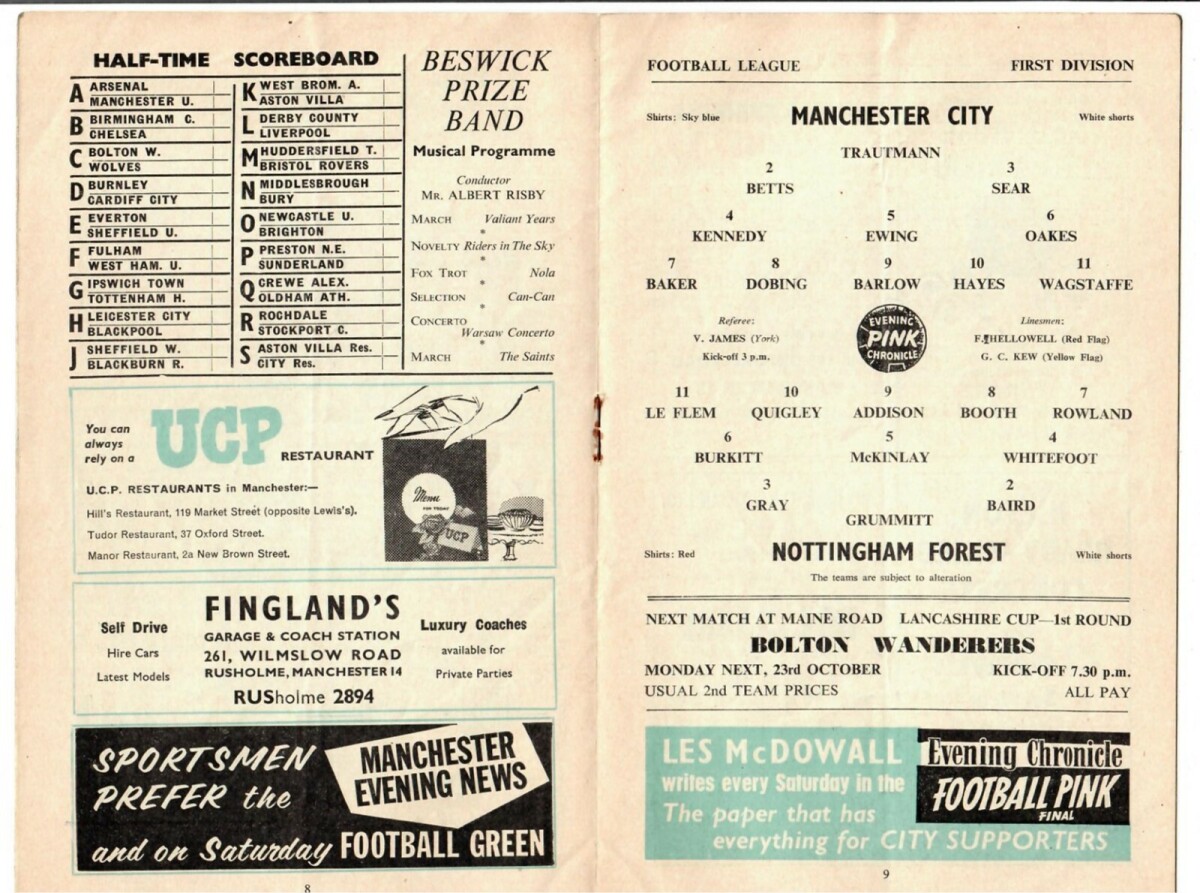 HALF-TIME SCOREBOARD
A ARSENAL
MANCHESTER U.
B BIRMINGHAM C.
CHELSEA
C BOLTON W.
WOLVES
D BURNLEY
CARDIFF CITY
E EVERTON
SHEFFIELD U.
F FULHAM
WEST HAM. U.
G IPSWICH TOWN
TOTTENHAM H.
H LEICESTER CITY
BLACKPOOL
J SHEFFIELD W.
BLACKBURN R.
K WEST BROM. A.
ASTON VILLA
L DERBY COUNTY
LIVERPOOL
M HUDDERSFIELD T.
BRISTOL ROVERS
N MIDDLESBROUGH
BURY
O NEWCASTLE U.
BRIGHTON
P PRESTON N.E.
SUNDERLAND
Q CREWE ALEX.
OLDHAM ATH.
R ROCHDALE
STOCKPORT C.
S ASTON VILLA Res.
CITY Res.
BESWICK
PRIZE
BAND
Musical Programme
Conductor
MR. ALBERT RISBY
MARCH Valiant Years
*
NOVELTY Riders in The Sky
*
FOX TROT Nola
*
SELECTION Can-Can
*
CONCERTO
Warsaw Concerto
*
MARCH The Saints
You can
always
rely on a
UCP RESTAURANT
U.C.P. RESTAURANTS in Manchester:—
Hill's Restaurant, 119 Market Street (opposite Lewis's).
Tudor Restaurant, 37 Oxford Street.
Manor Restaurant, 2a New Brown Street.
Menu
FOR TODAY
UCP
Self Drive
Hire Cars
Latest Models
FINGLAND'S
GARAGE & COACH STATION
261, WILMSLOW ROAD
RUSHOLME, MANCHESTER 14
RUSholme 2894
Luxury Coaches
available for
Private Parties
SPORTSMEN
PREFER the
MANCHESTER
EVENING NEWS
and on Saturday FOOTBALL GREEN
8
FOOTBALL LEAGUE FIRST DIVISION
Shirts: Sky blue MANCHESTER CITY White shorts
TRAUTMANN
2 3
BETTS SEAR
4 5 6
KENNEDY EWING OAKES
7 8 9 10 11
BAKER DOBING BARLOW HAYES WAGSTAFFE
Referee:
V. JAMES (York)
Kick-off 3 p.m.
EVENING
PINK
CHRONICLE
Linesmen:
F. HELLOWELL (Red Flag)
G. C. KEW (Yellow Flag)
11 10 9 8 7
LE FLEM QUIGLEY ADDISON BOOTH ROWLAND
6 5 4
BURKITT McKINLAY WHITEFOOT
3 2
GRAY BAIRD
GRUMMITT
Shirts: Red NOTTINGHAM FOREST White shorts
The teams are subject to alteration
NEXT MATCH AT MAINE ROAD LANCASHIRE CUP—1st ROUND
BOLTON WANDERERS
MONDAY NEXT, 23rd OCTOBER KICK-OFF 7.30 p.m.
USUAL 2nd TEAM PRICES ALL PAY
LES McDOWALL
writes every Saturday in the
The paper that has
everything for CITY SUPPORTERS
Evening Chronicle
FOOTBALL PINK
FINAL
9